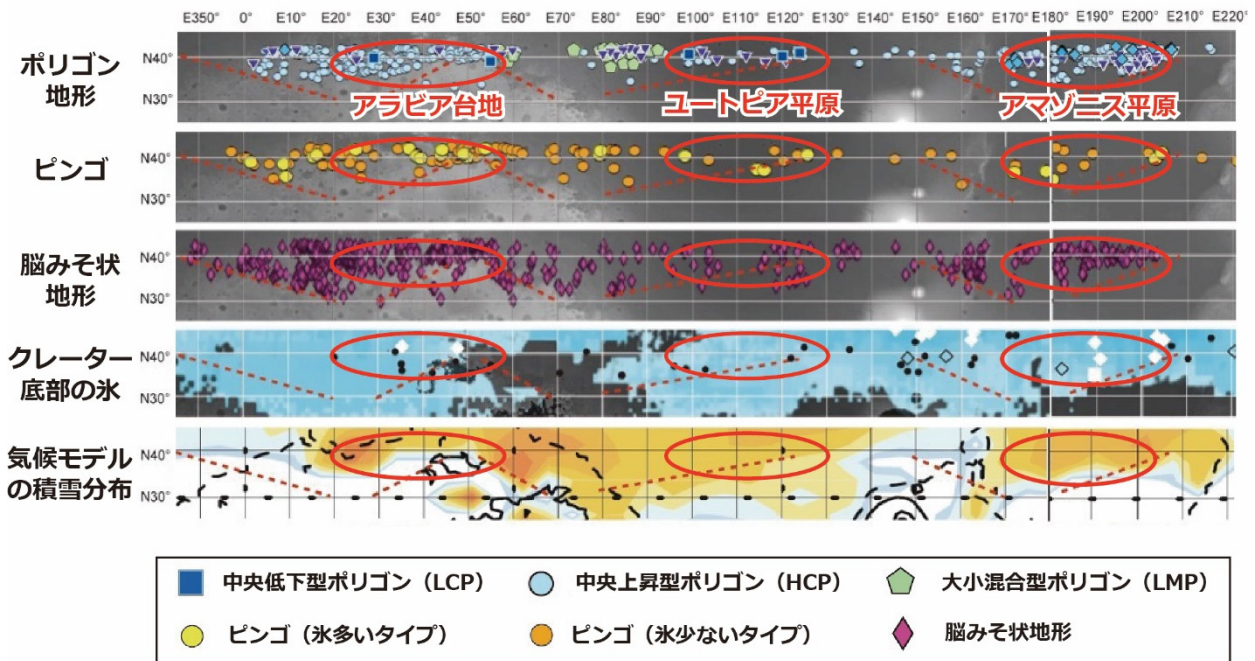 E350° 0° E10° E20° E30° E40° E50° E60° E70° E80° E90° E100° E110° E120° E130° E140° E150° E160° E170° E180° E190° E200° E210° E220°
ポリゴン
地形
N40°
N30°
アラビア台地
ユートピア平原
アマゾニス平原
ピンゴ
N40°
N30°
脳みそ状
地形
N40°
N30°
クレーター
底部の氷
N40°
N30°
気候モデル
の積雪分布
N40°
N30°
中央低下型ポリゴン（LCP）
中央上昇型ポリゴン（HCP）
大小混合型ポリゴン（LMP）
ピンゴ（氷多いタイプ）
ピンゴ（氷少ないタイプ）
脳みそ状地形